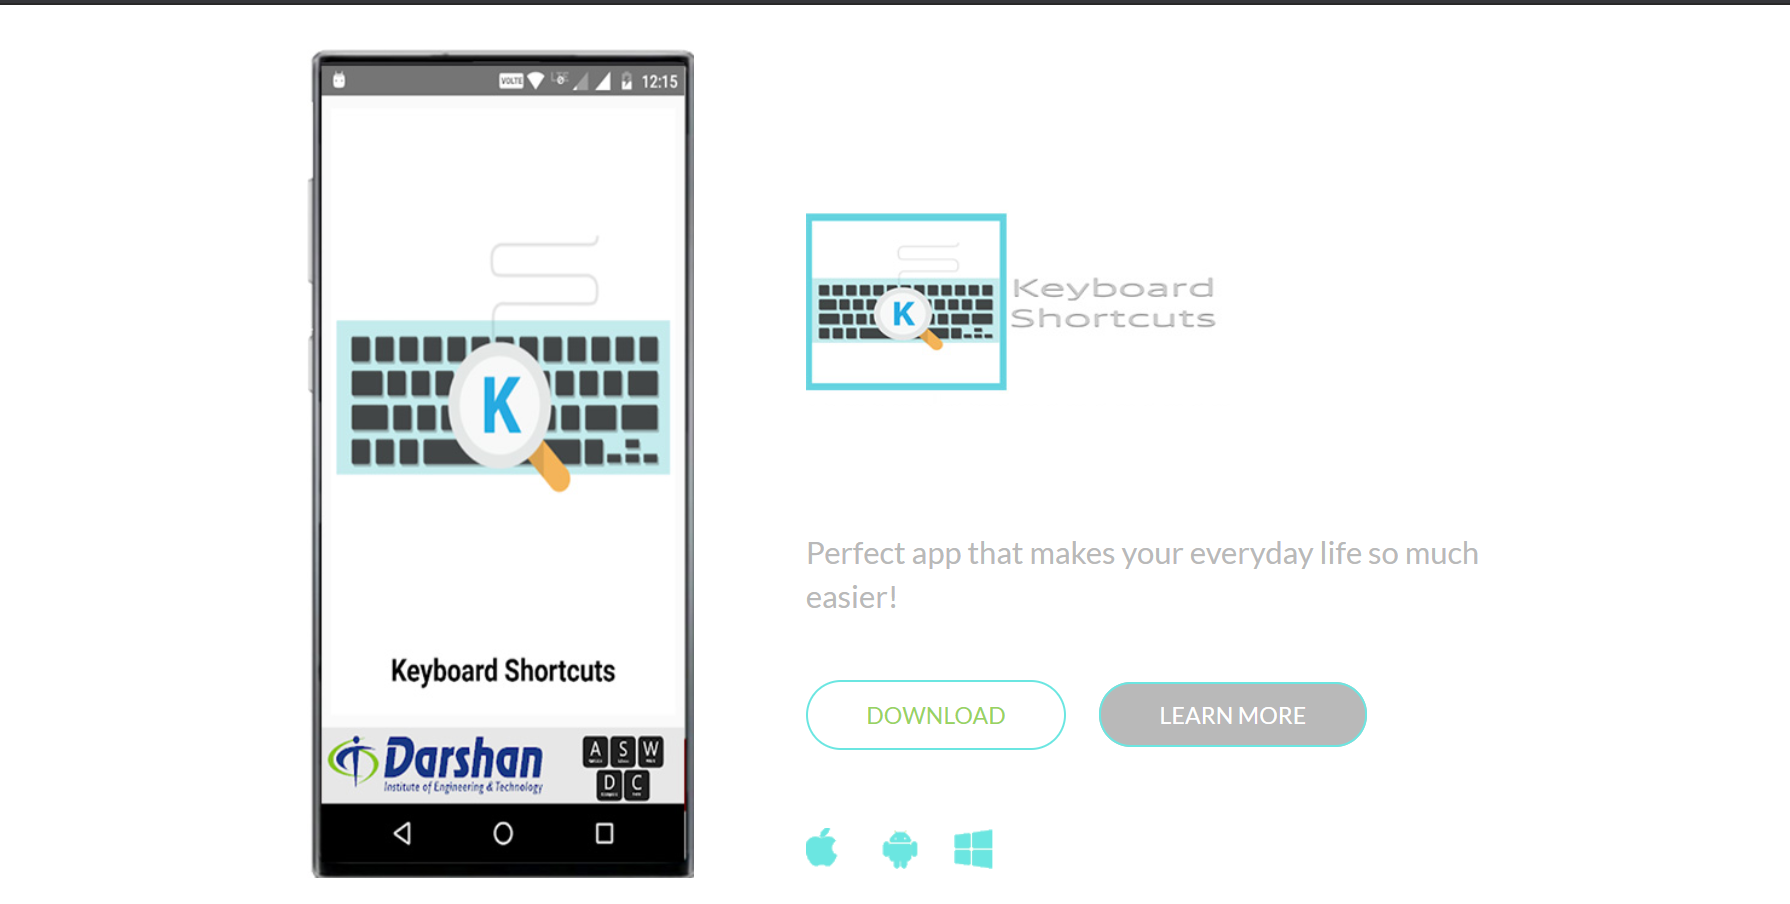 VOLTE LTE 12:15
K
Keyboard Shortcuts
Darshan
Institute of Engineering & Technology
A S W
D C
K
Keyboard
Shortcuts
Perfect app that makes your everyday life so much
easier!
DOWNLOAD
LEARN MORE